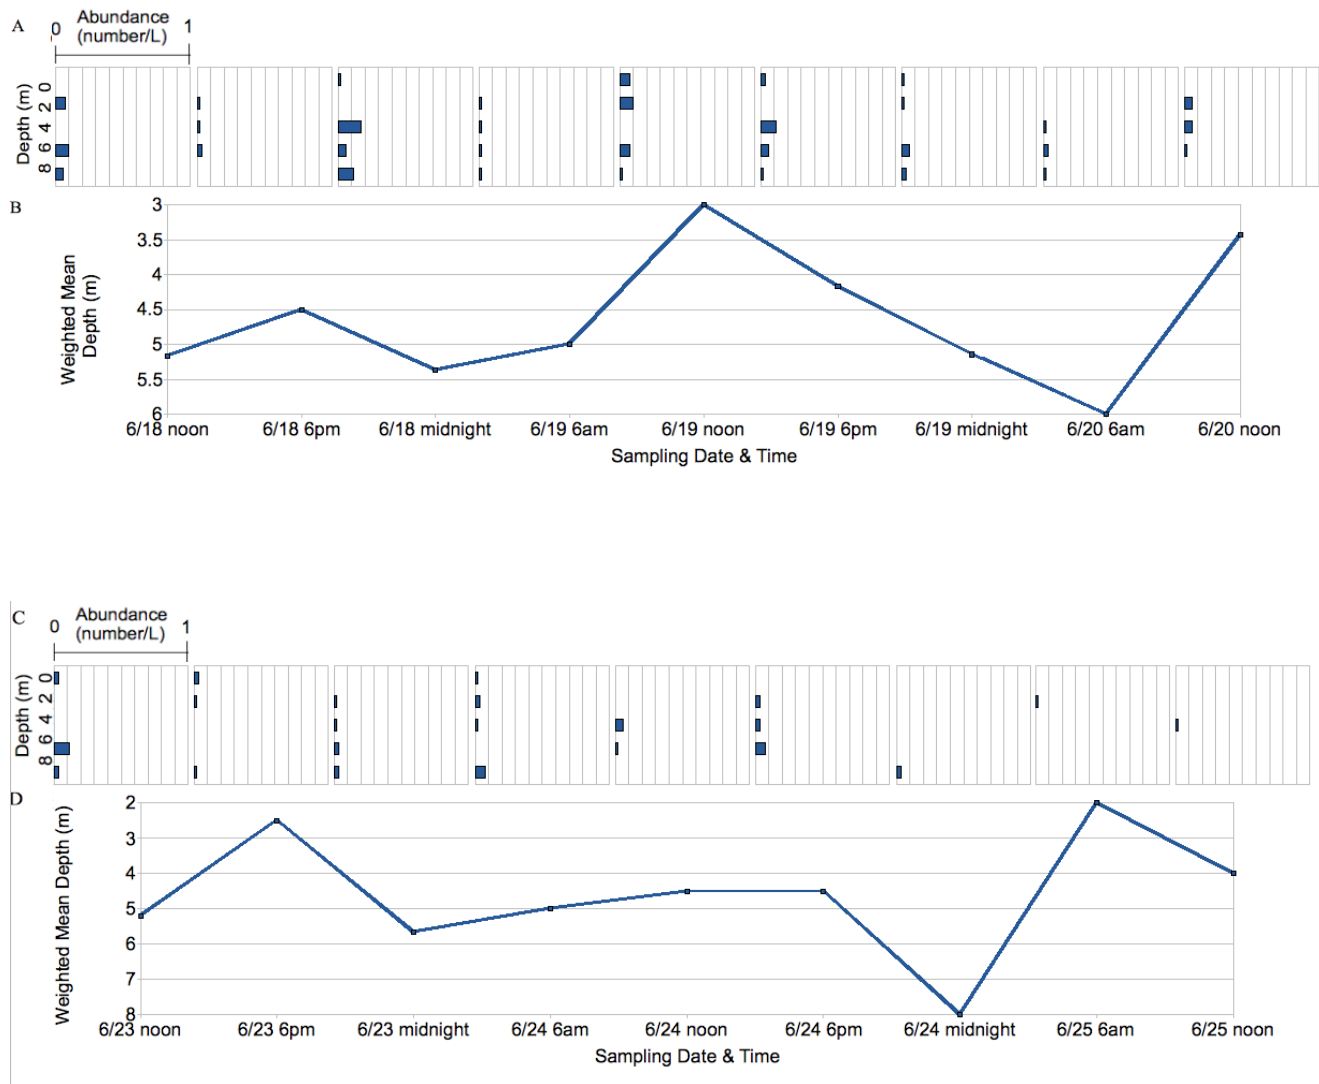 A
0 Abundance 1
(number/L)
Depth (m)
0
2
4
6
8
B
Weighted Mean
Depth (m)
3
3.5
4
4.5
5
5.5
6
6/18 noon 6/18 6pm 6/18 midnight 6/19 6am 6/19 noon 6/19 6pm 6/19 midnight 6/20 6am 6/20 noon
Sampling Date & Time
C
0 Abundance 1
(number/L)
Depth (m)
0
2
4
6
8
D
Weighted Mean Depth (m)
2
3
4
5
6
7
8
6/23 noon 6/23 6pm 6/23 midnight 6/24 6am 6/24 noon 6/24 6pm 6/24 midnight 6/25 6am 6/25 noon
Sampling Date & Time